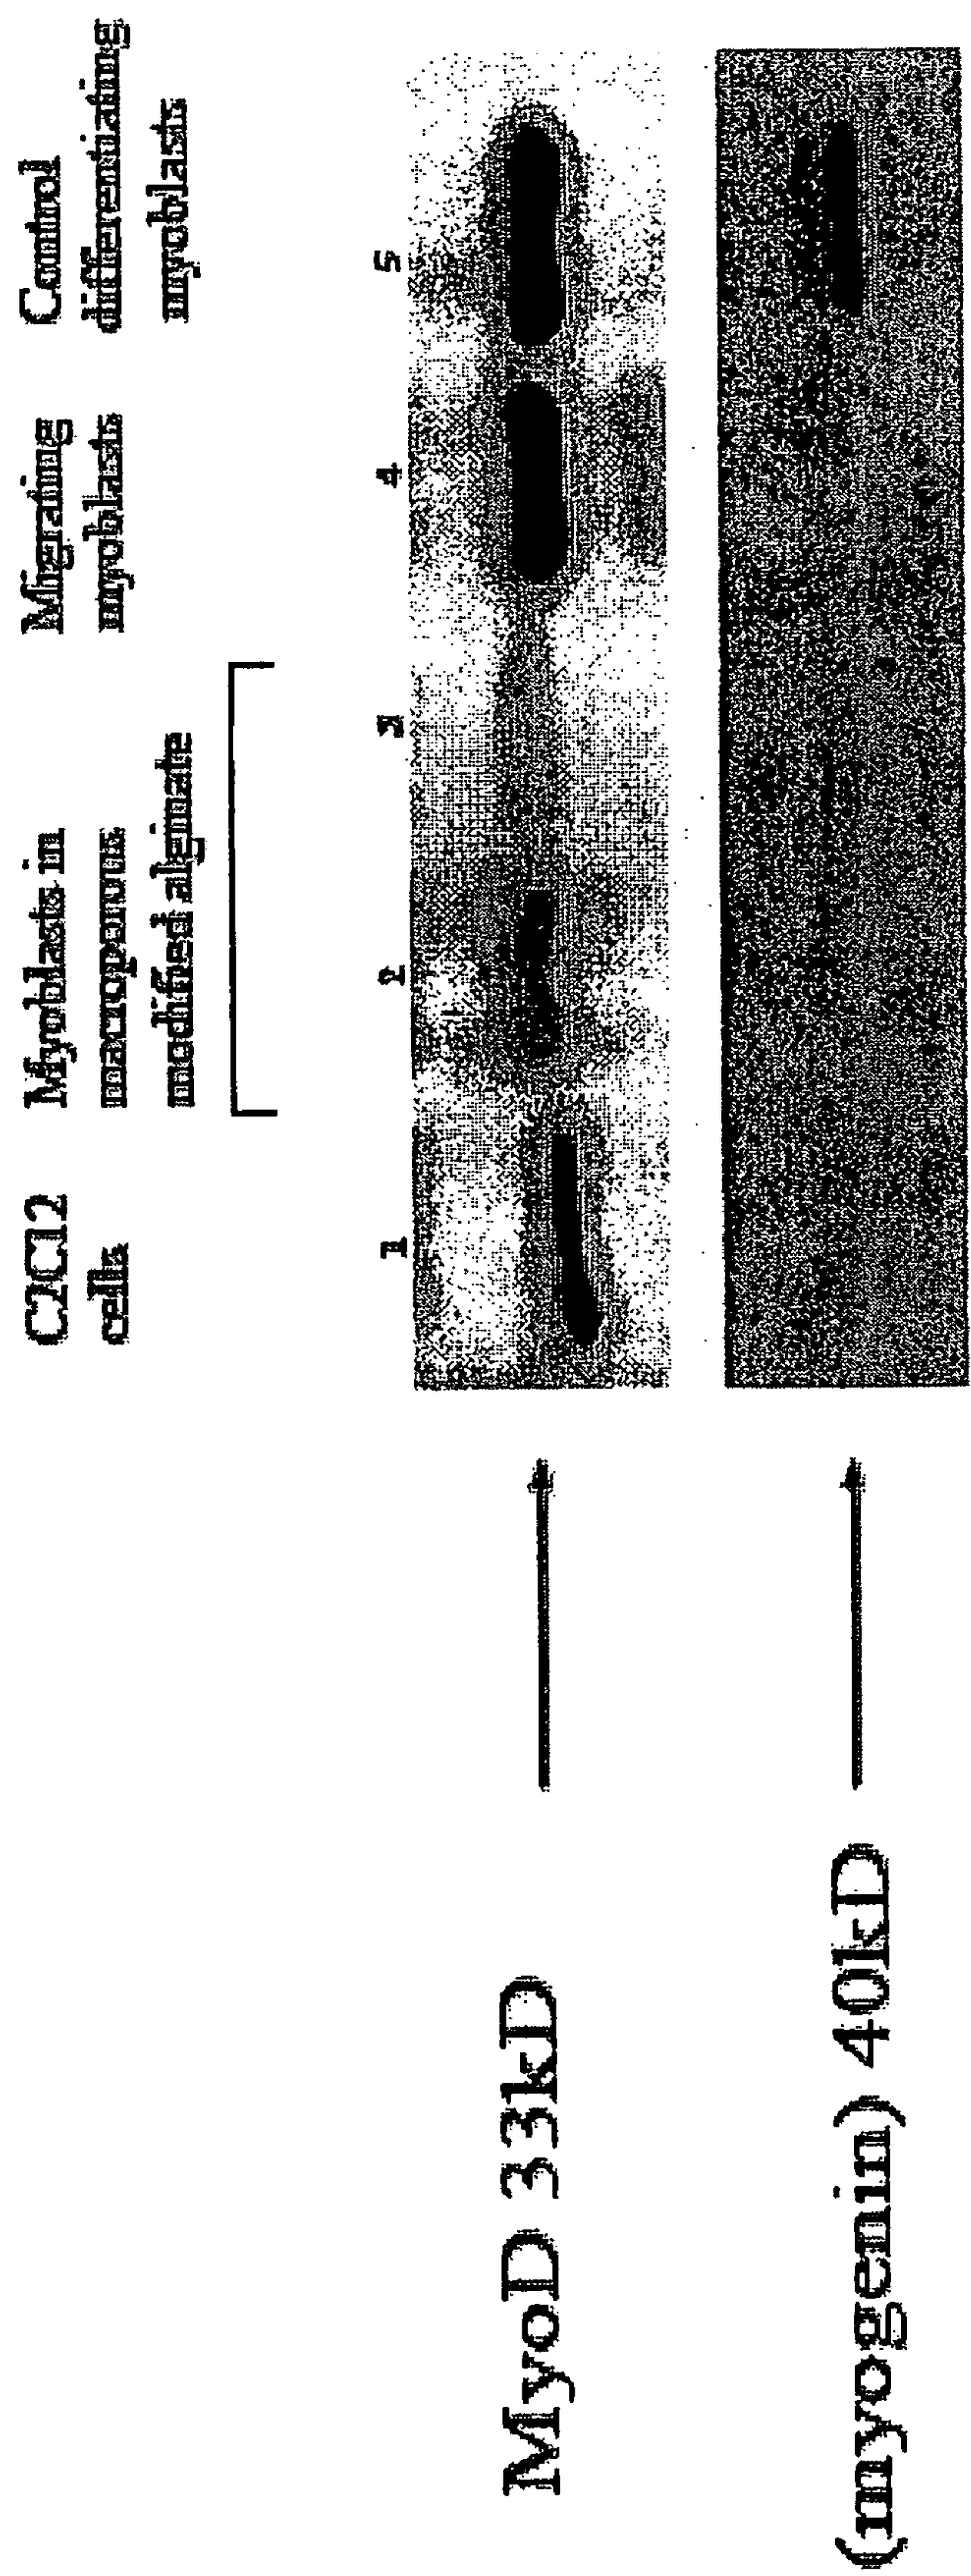 C2C12
cells
Myoblasts in
macroporous
modified alginate
Migrating
myoblasts
Control
differentiating
myoblasts
1 2 3 4 5
MyoD 33kD
(myogenin) 40kD